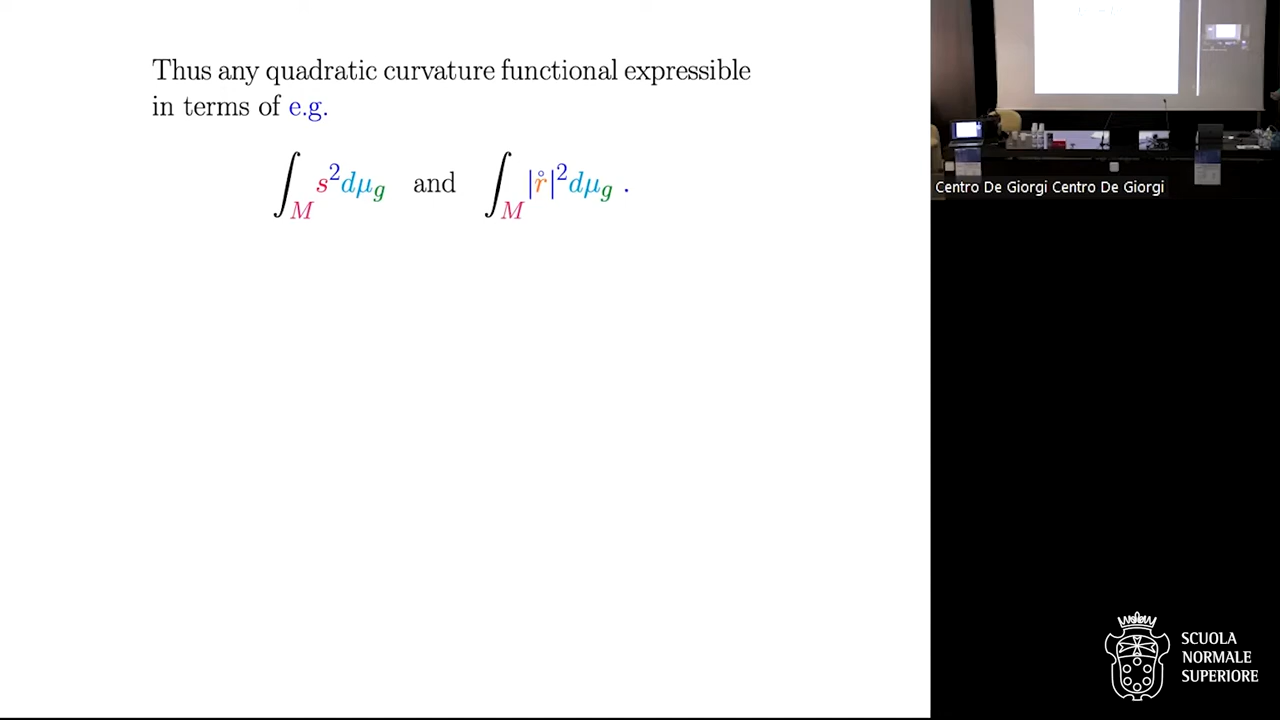 Thus any quadratic curvature functional expressible
in terms of e.g.
∫_M s²dμ_g and ∫_M |r̊|²dμ_g .
Centro De Giorgi Centro De Giorgi
SCUOLA
NORMALE
SUPERIORE